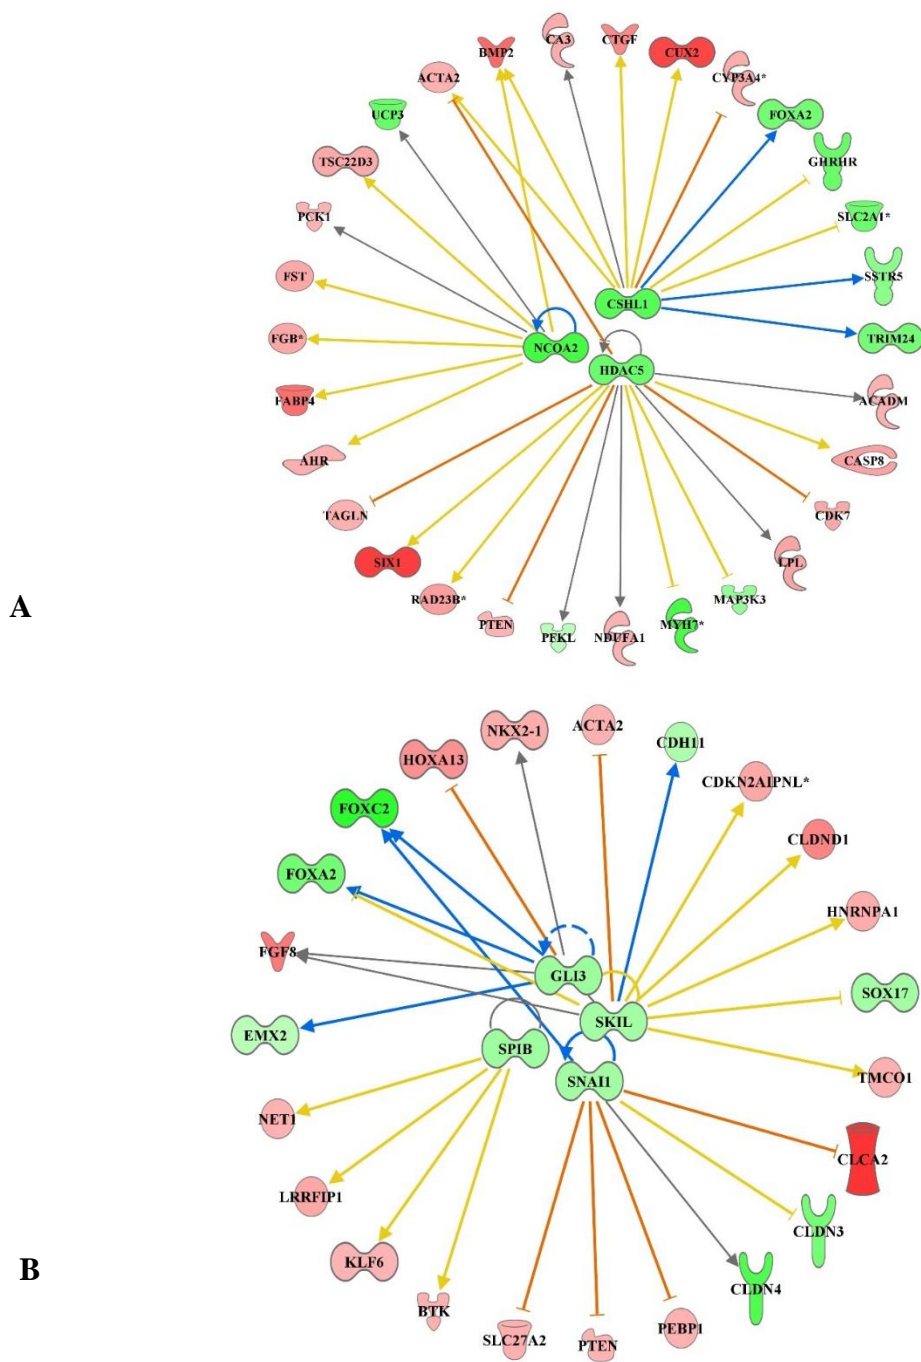 BMP2
CA3
CTGF
CUX2
ACTA2
CYP3A4*
UCP3
FOXA2
TSC22D3
GHRHR
PCK1
SLC2A1*
FST
SSTR5
CSHL1
FGB*
NCOA2
TRIM24
HDAC5
FABP4
ACADM
AHR
CASP8
TAGLN
CDK7
SIX1
LPL
RAD23B*
MAP3K3
A
PTEN
PFKL
NDUFA1
MYH7*
NKX2-1
ACTA2
CDH11
HOXA13
CDKN2AIPNL*
FOXC2
CLDND1
FOXA2
HNRNPA1
FGF8
GLI3
SOX17
EMX2
SKIL
SPIB
SNAI1
TMCO1
NET1
CLCA2
LRRFIP1
CLDN3
KLF6
B
CLDN4
BTK
SLC27A2
PTEN
PEBP1